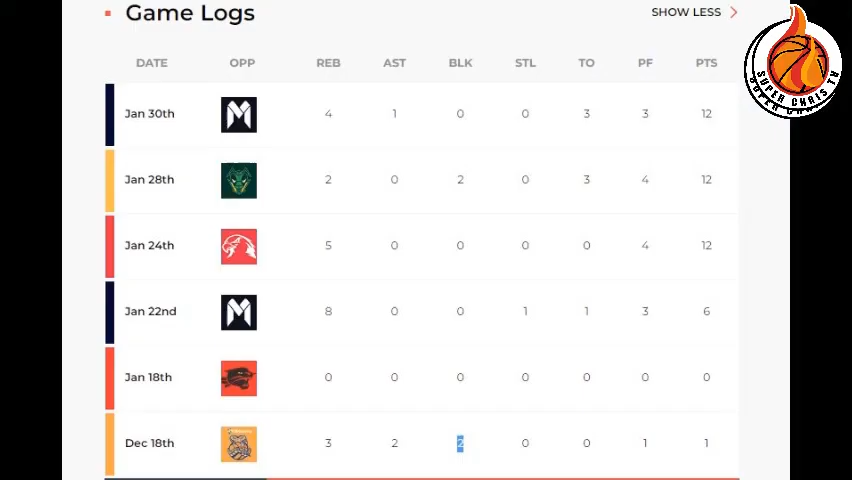 Game Logs SHOW LESS
DATE OPP REB AST BLK STL TO PF PTS
Jan 30th 4 1 0 0 3 3 12
Jan 28th 2 0 2 0 3 4 12
Jan 24th 5 0 0 0 0 4 12
Jan 22nd 8 0 0 1 1 3 6
Jan 18th 0 0 0 0 0 0 0
Dec 18th 3 2 2 0 0 1 1
SUPER CHRIS TV